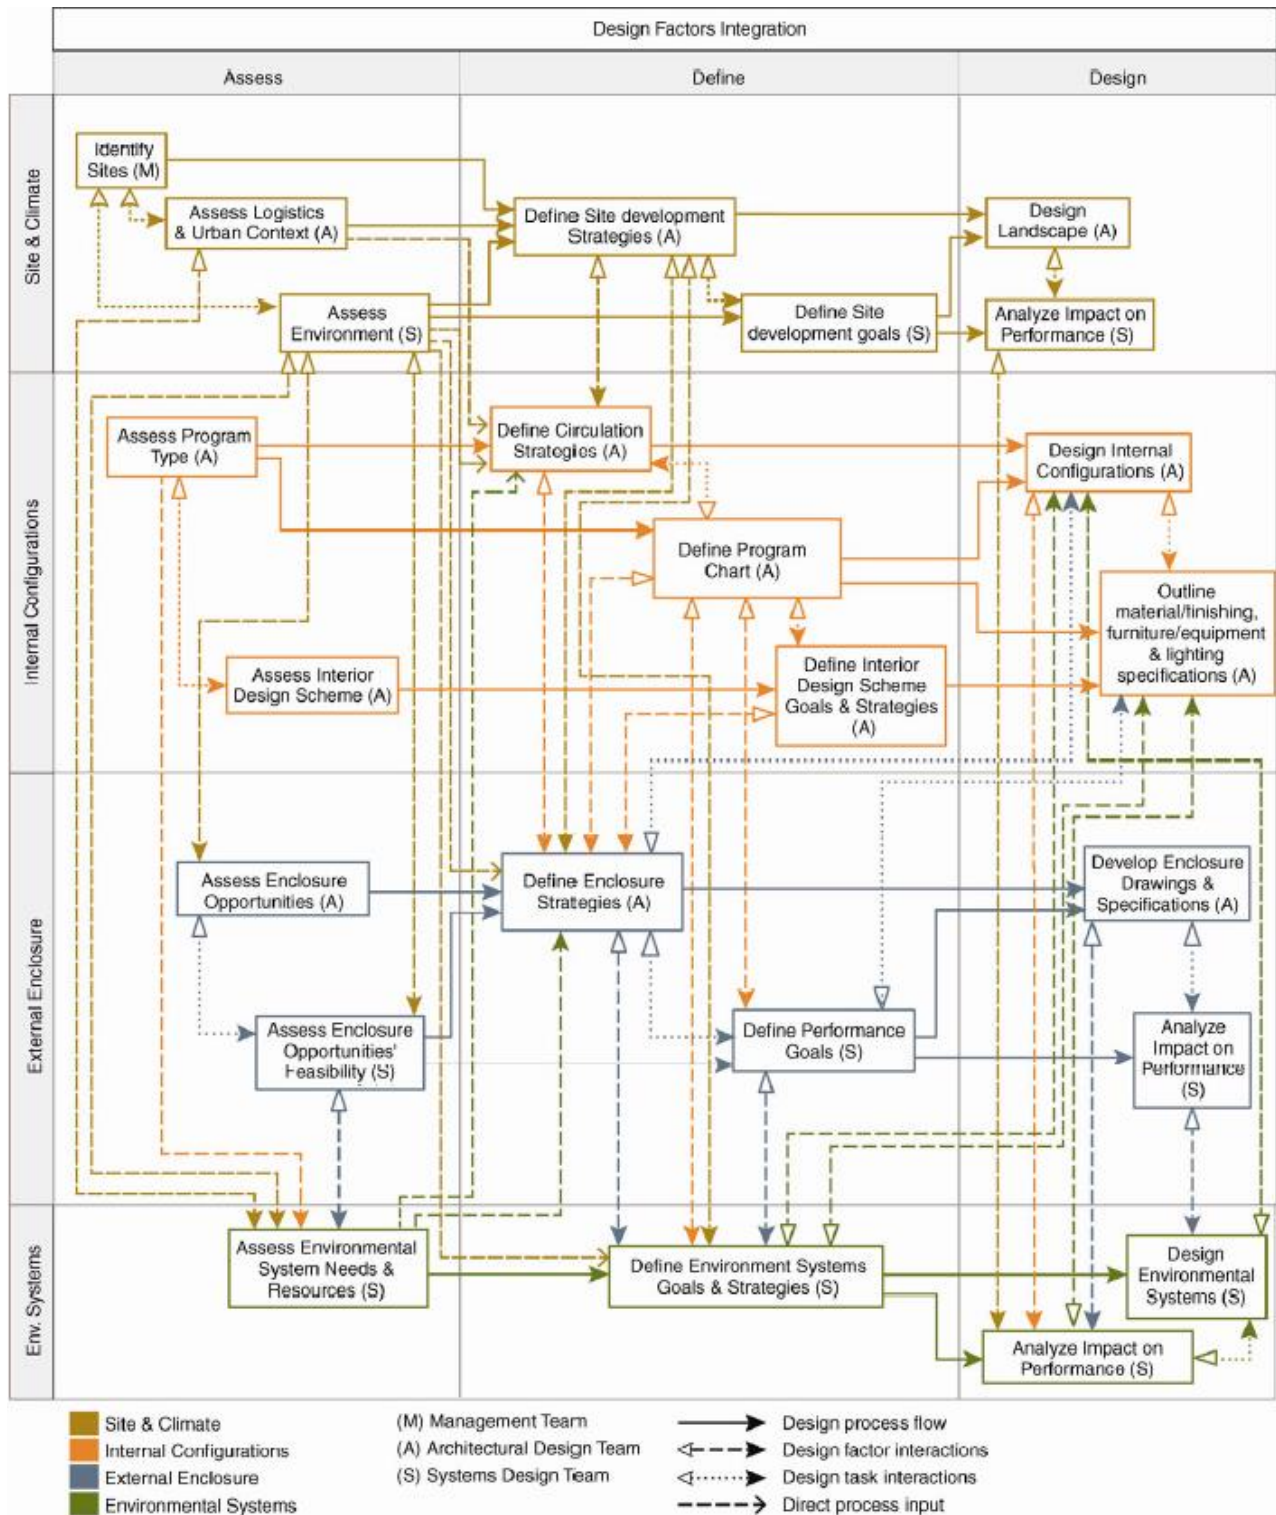 Design Factors Integration
Assess
Define
Design
Site & Climate
Identify
Sites (M)
Assess Logistics
& Urban Context (A)
Define Site development
Strategies (A)
Design
Landscape (A)
Assess
Environment (S)
Define Site
development goals (S)
Analyze Impact on
Performance (S)
Internal Configurations
Assess Program
Type (A)
Define Circulation
Strategies (A)
Design Internal
Configurations (A)
Define Program
Chart (A)
Outline
material/finishing,
furniture/equipment
& lighting
specifications (A)
Assess Interior
Design Scheme (A)
Define Interior
Design Scheme
Goals & Strategies
(A)
External Enclosure
Assess Enclosure
Opportunities (A)
Define Enclosure
Strategies (A)
Develop Enclosure
Drawings &
Specifications (A)
Assess Enclosure
Opportunities'
Feasibility (S)
Define Performance
Goals (S)
Analyze
Impact on
Performance
(S)
Env. Systems
Assess Environmental
System Needs &
Resources (S)
Define Environment Systems
Goals & Strategies (S)
Design
Environmental
Systems (S)
Analyze Impact on
Performance (S)
Site & Climate
Internal Configurations
External Enclosure
Environmental Systems
(M) Management Team
(A) Architectural Design Team
(S) Systems Design Team
Design process flow
Design factor interactions
Design task interactions
Direct process input